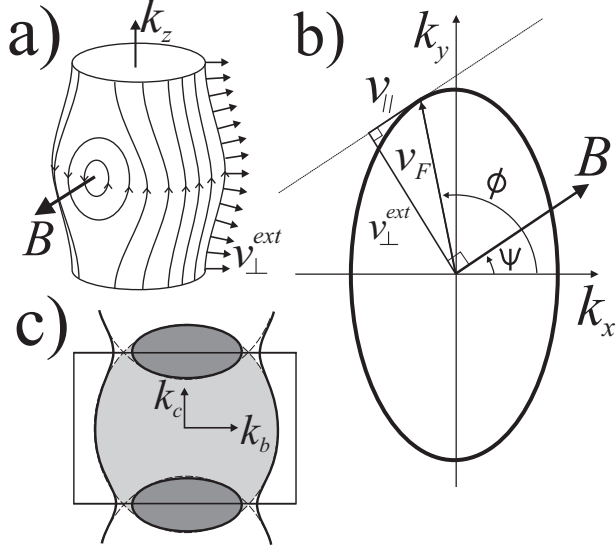 a)
k_z
B
v_⊥^{ext}
b)
k_y
v_{||}
v_F
v_⊥^{ext}
ϕ
B
ψ
k_x
c)
k_c
k_b